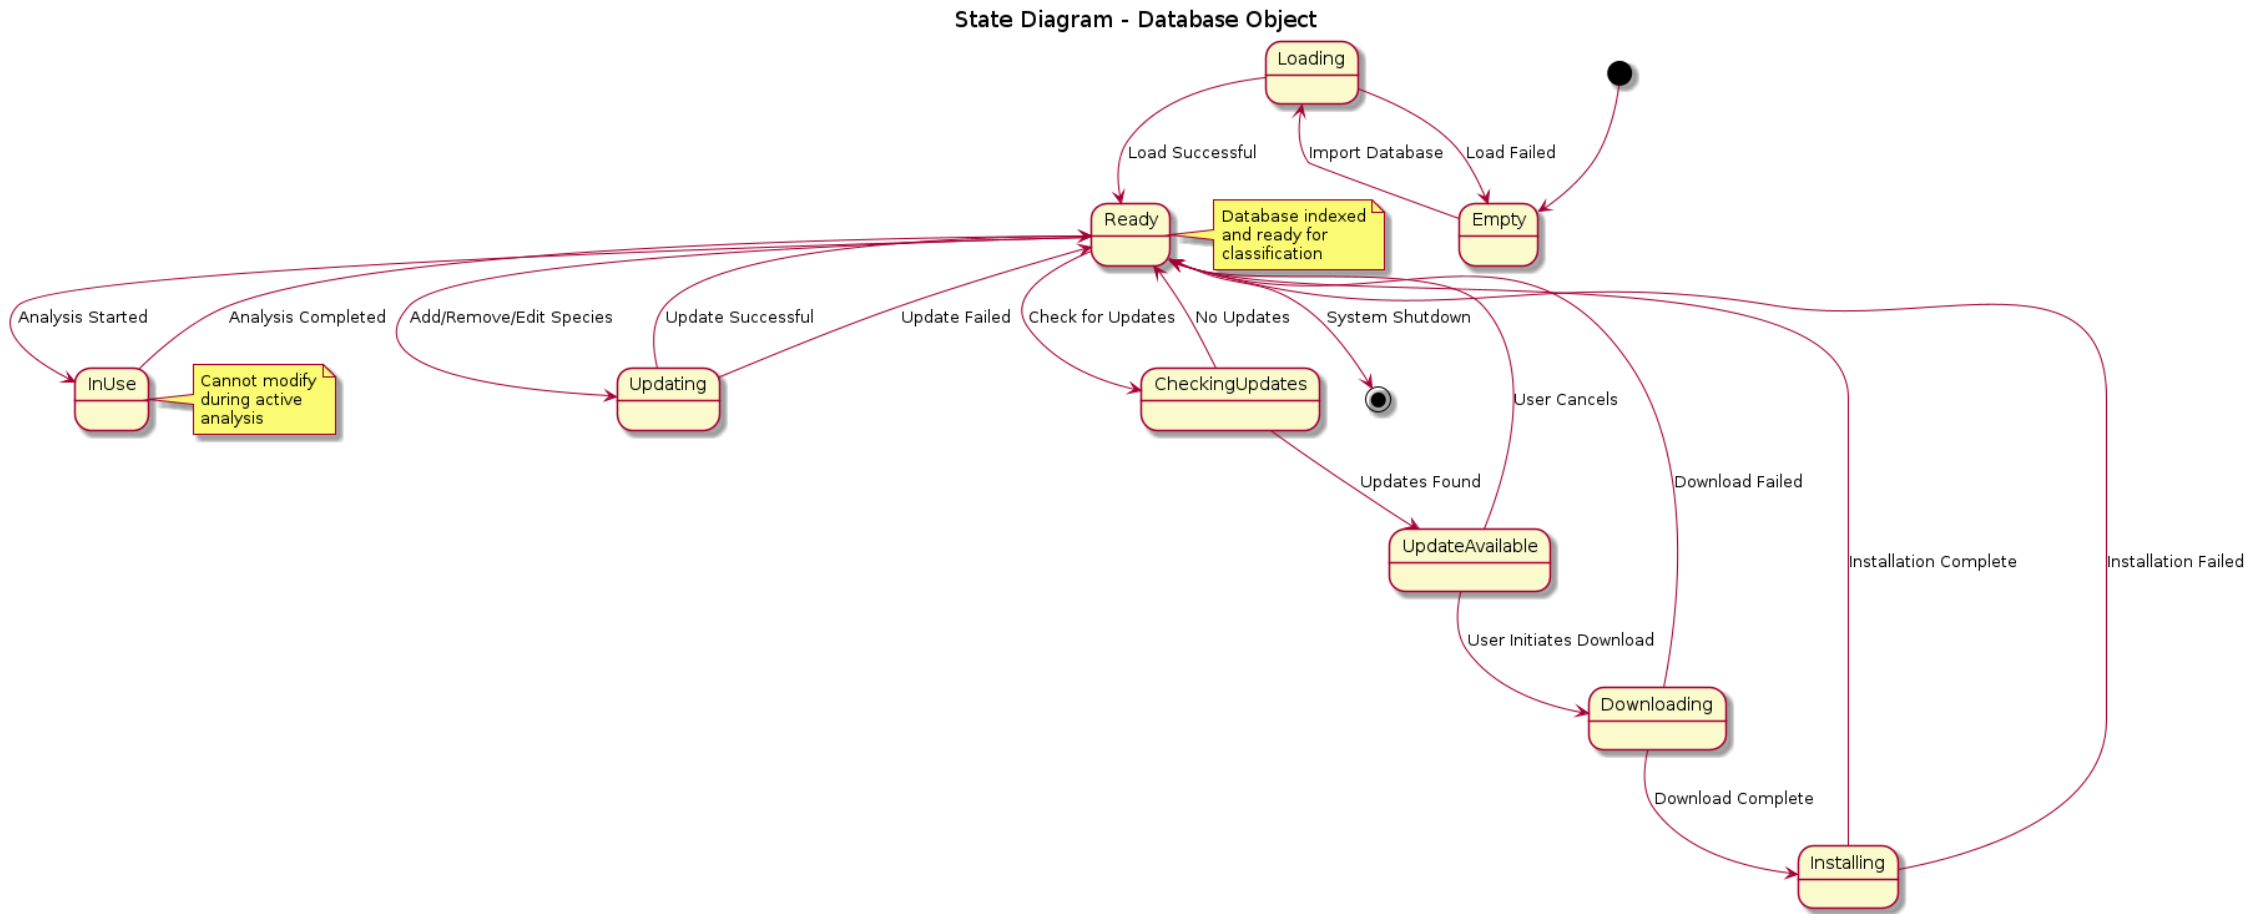 State Diagram - Database Object
Loading
Load Successful
Import Database
Load Failed
Ready
Database indexed
and ready for
classification
Empty
Analysis Started
Analysis Completed
Add/Remove/Edit Species
Update Successful
Update Failed
Check for Updates
No Updates
System Shutdown
InUse
Cannot modify
during active
analysis
Updating
CheckingUpdates
User Cancels
Updates Found
Download Failed
UpdateAvailable
Installation Complete
Installation Failed
User Initiates Download
Downloading
Download Complete
Installing